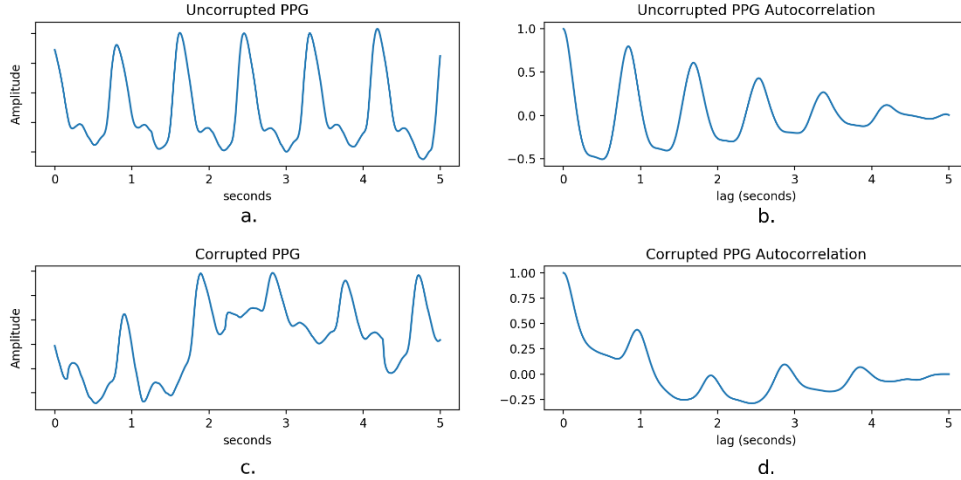 Uncorrupted PPG
Amplitude
0 1 2 3 4 5
seconds
a.
Uncorrupted PPG Autocorrelation
1.0
0.5
0.0
−0.5
0 1 2 3 4 5
lag (seconds)
b.
Corrupted PPG
Amplitude
0 1 2 3 4 5
seconds
c.
Corrupted PPG Autocorrelation
1.00
0.75
0.50
0.25
0.00
−0.25
0 1 2 3 4 5
lag (seconds)
d.